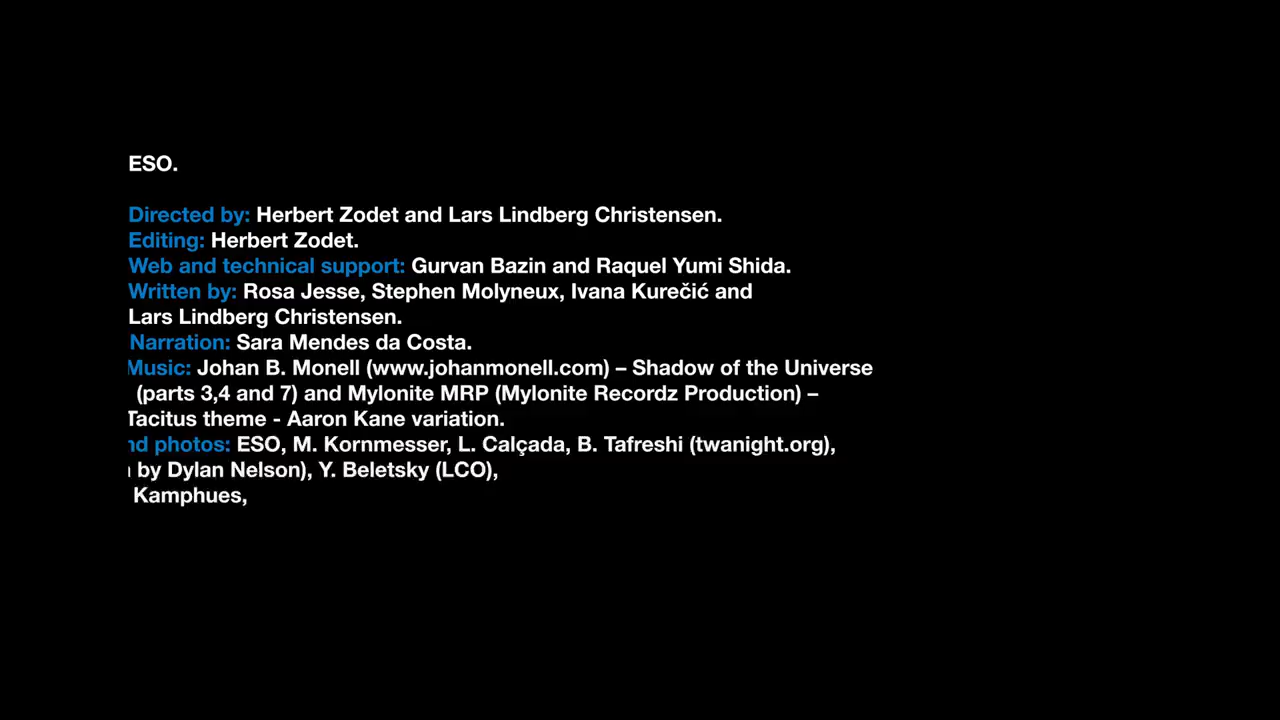 ESO.
Directed by: Herbert Zodet and Lars Lindberg Christensen.
Editing: Herbert Zodet.
Web and technical support: Gurvan Bazin and Raquel Yumi Shida.
Written by: Rosa Jesse, Stephen Molyneux, Ivana Kurečić and
Lars Lindberg Christensen.
Narration: Sara Mendes da Costa.
Music: Johan B. Monell (www.johanmonell.com) – Shadow of the Universe
(parts 3,4 and 7) and Mylonite MRP (Mylonite Recordz Production) –
Tacitus theme - Aaron Kane variation.
photos: ESO, M. Kornmesser, L. Calçada, B. Tafreshi (twanight.org),
by Dylan Nelson), Y. Beletsky (LCO),
Kamphues,